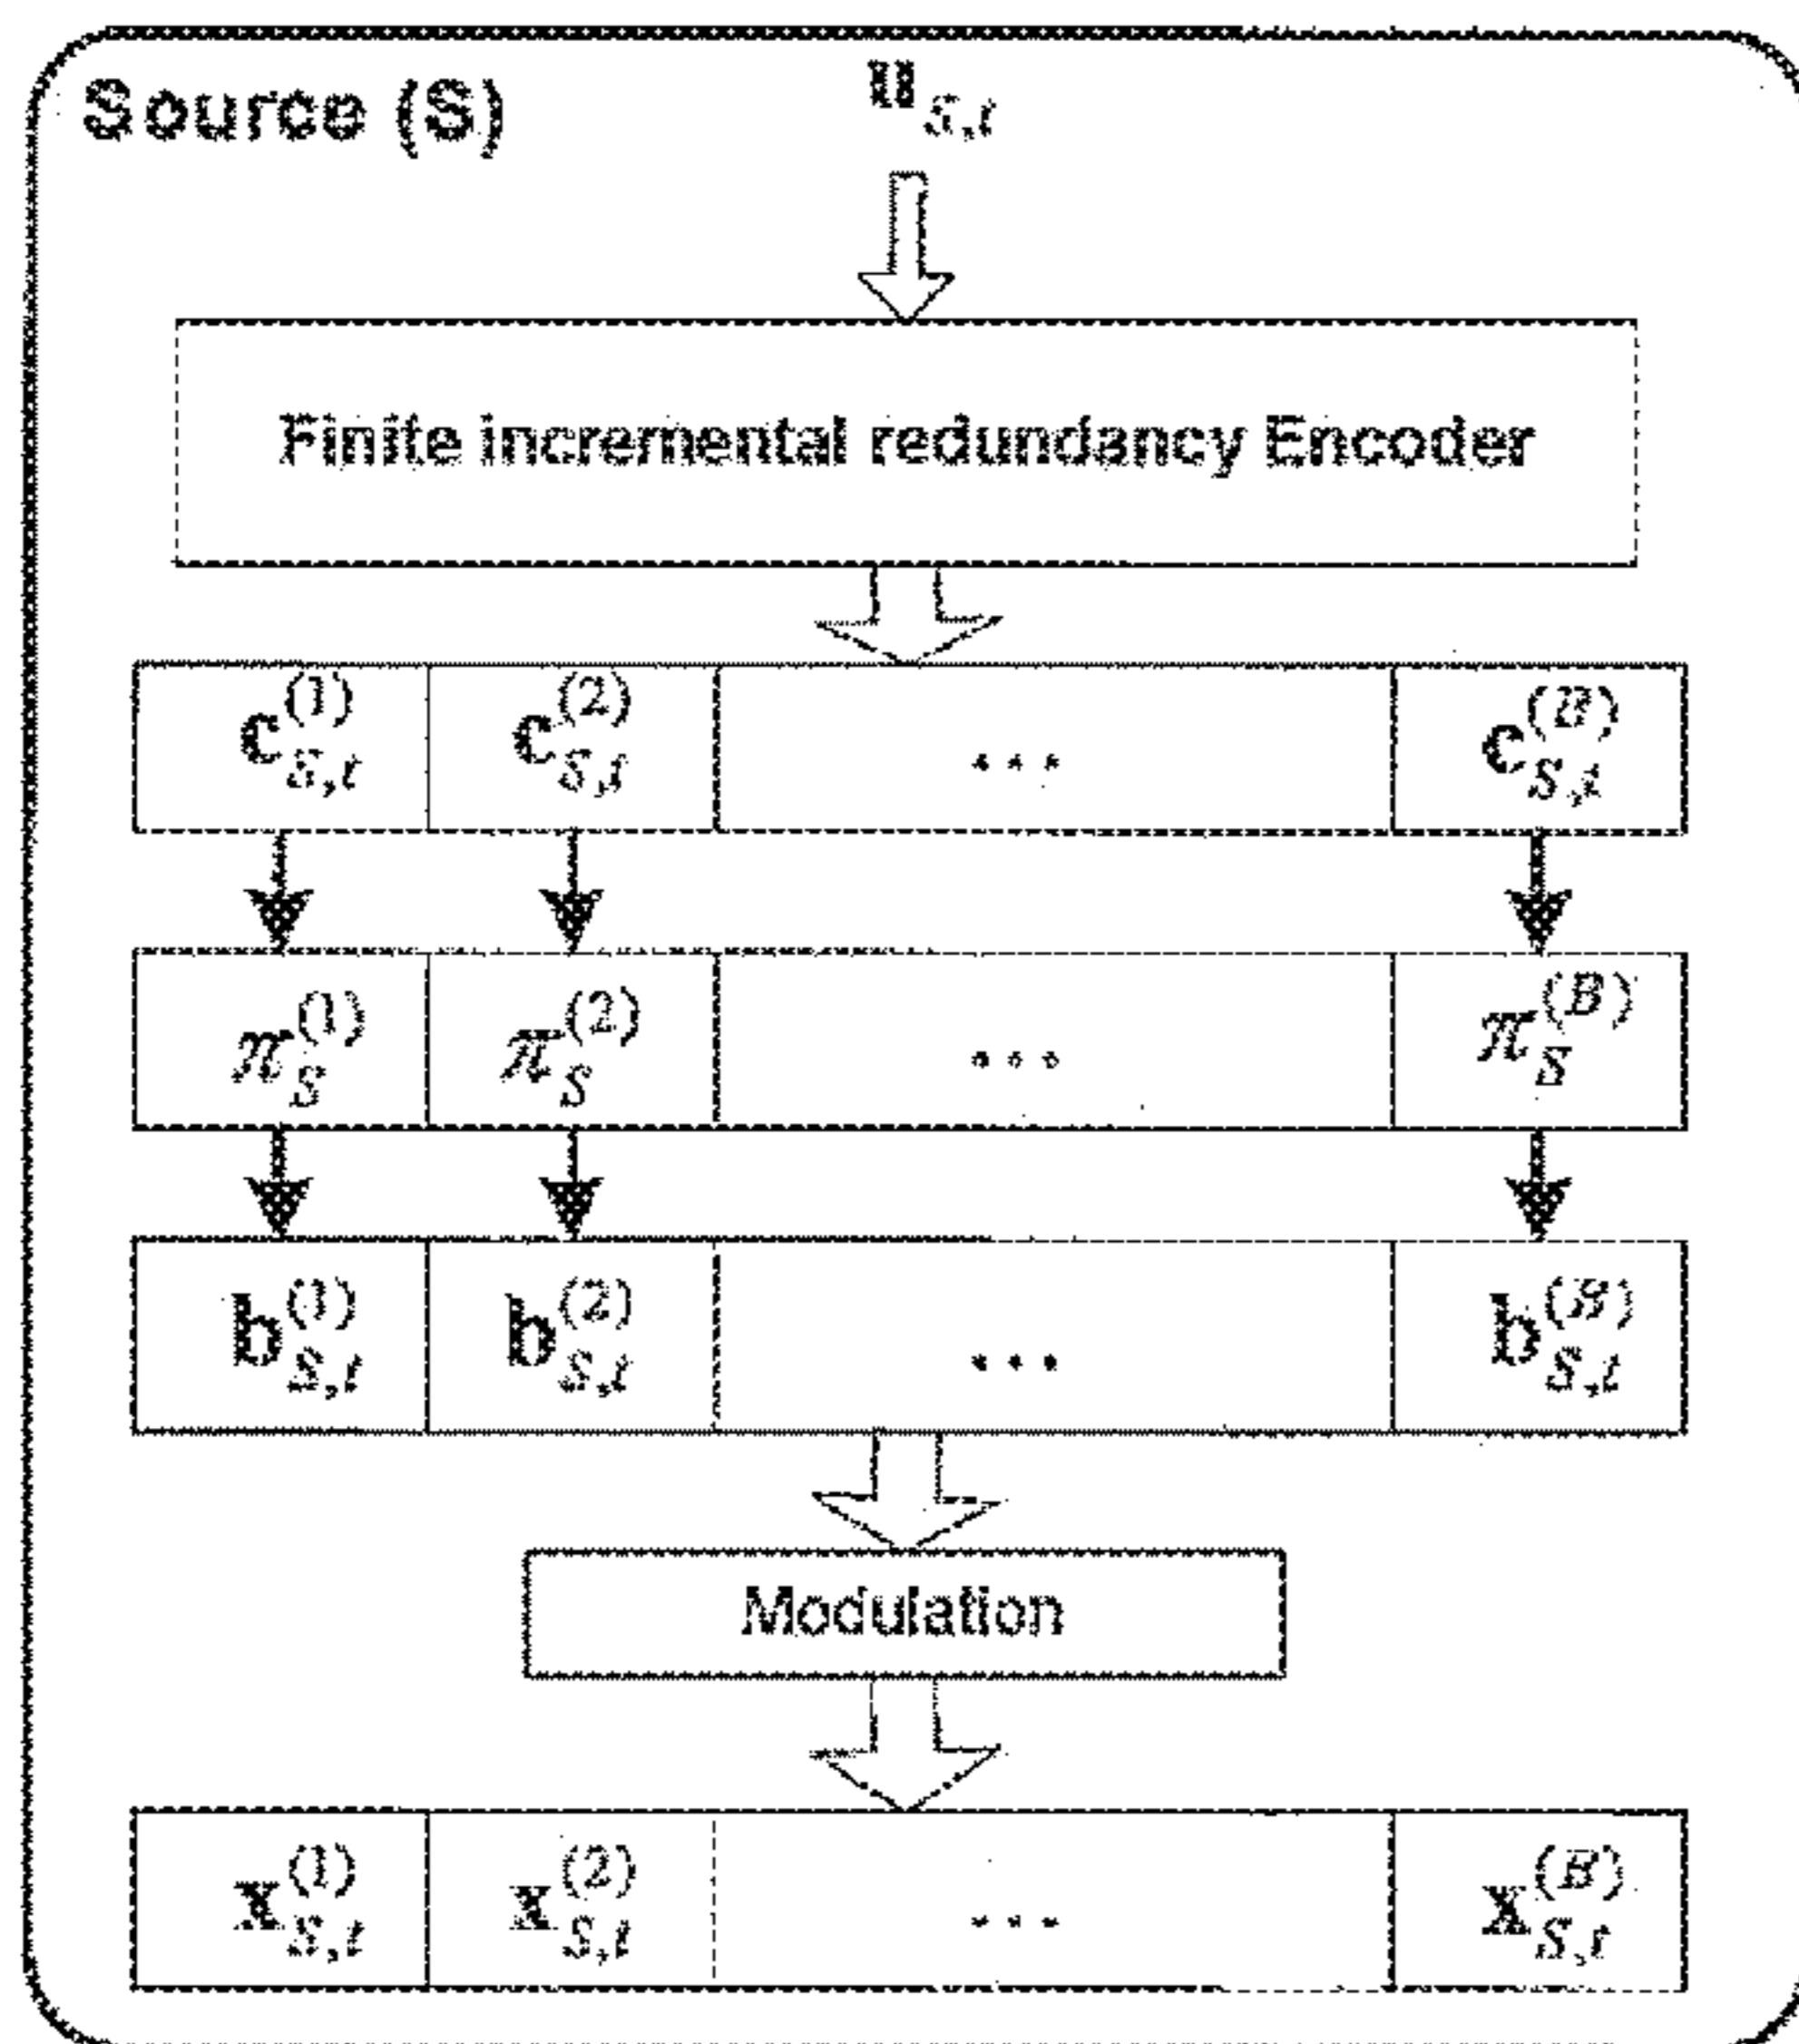 Source (S)
u_{S,t}
Finite incremental redundancy Encoder
c_{S,t}^{(1)} c_{S,t}^{(2)} ... c_{S,t}^{(B)}
π_S^{(1)} π_S^{(2)} ... π_S^{(B)}
b_{S,t}^{(1)} b_{S,t}^{(2)} ... b_{S,t}^{(B)}
Modulation
x_{S,t}^{(1)} x_{S,t}^{(2)} ... x_{S,t}^{(B)}